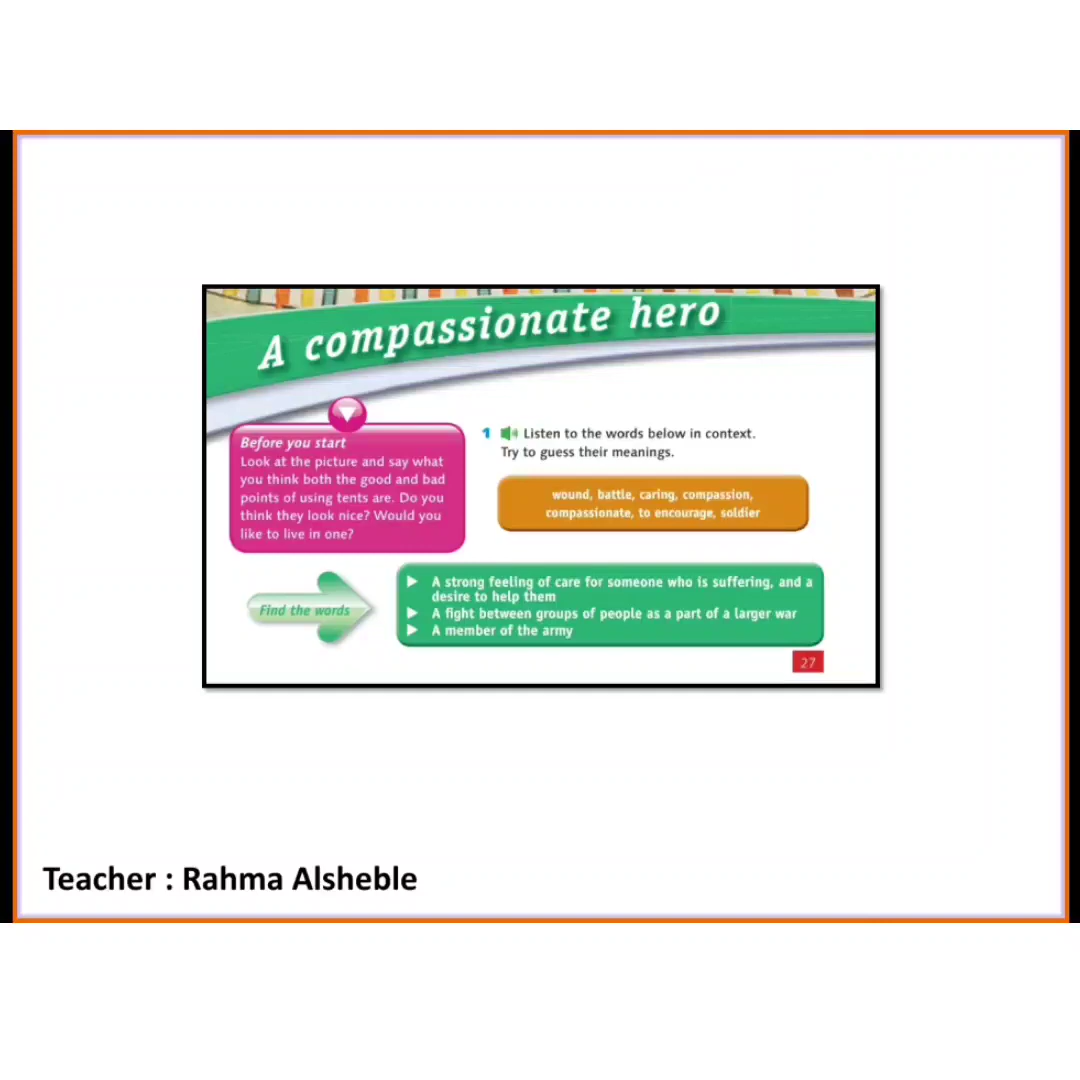 A compassionate hero
Before you start
Look at the picture and say what
you think both the good and bad
points of using tents are. Do you
think they look nice? Would you
like to live in one?
1 Listen to the words below in context.
Try to guess their meanings.
wound, battle, caring, compassion,
compassionate, to encourage, soldier
Find the words
A strong feeling of care for someone who is suffering, and a
desire to help them
A fight between groups of people as a part of a larger war
A member of the army
27
Teacher : Rahma Alsheble